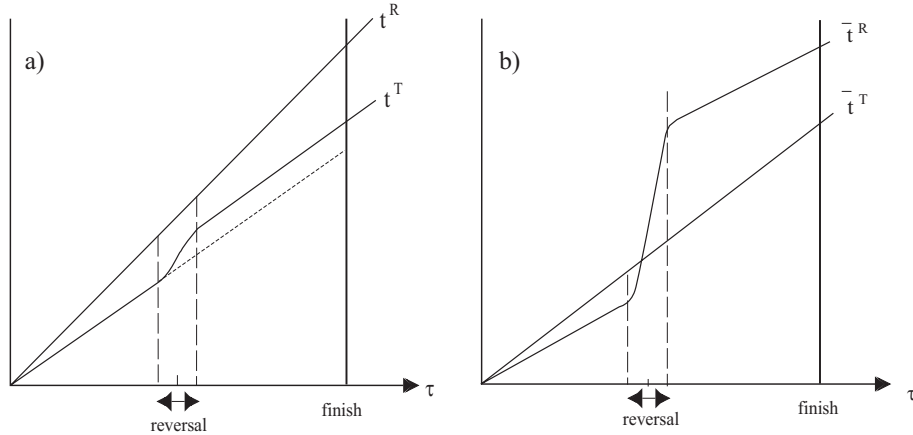 a)
t^R
t^T
τ
reversal
finish
b)
t̄^R
t̄^T
τ
reversal
finish